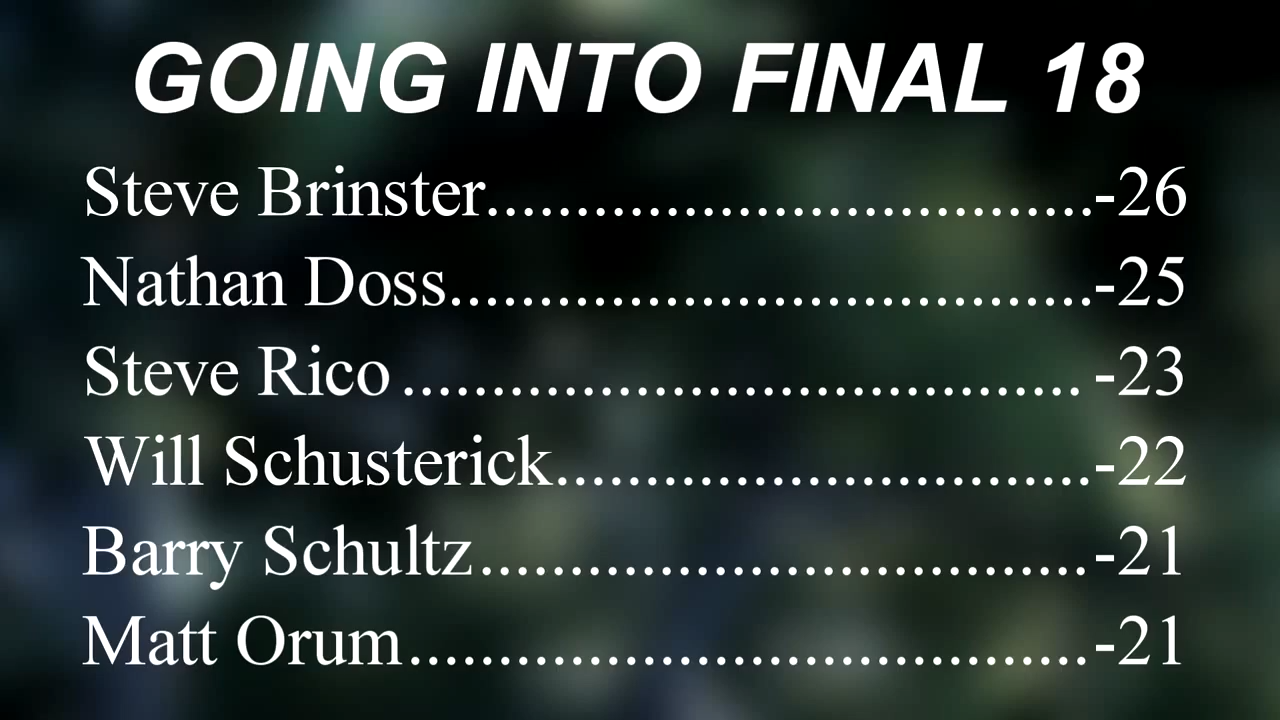 GOING INTO FINAL 18
Steve Brinster..................................-26
Nathan Doss....................................-25
Steve Rico ...................................... -23
Will Schusterick..............................-22
Barry Schultz..................................-21
Matt Orum......................................-21